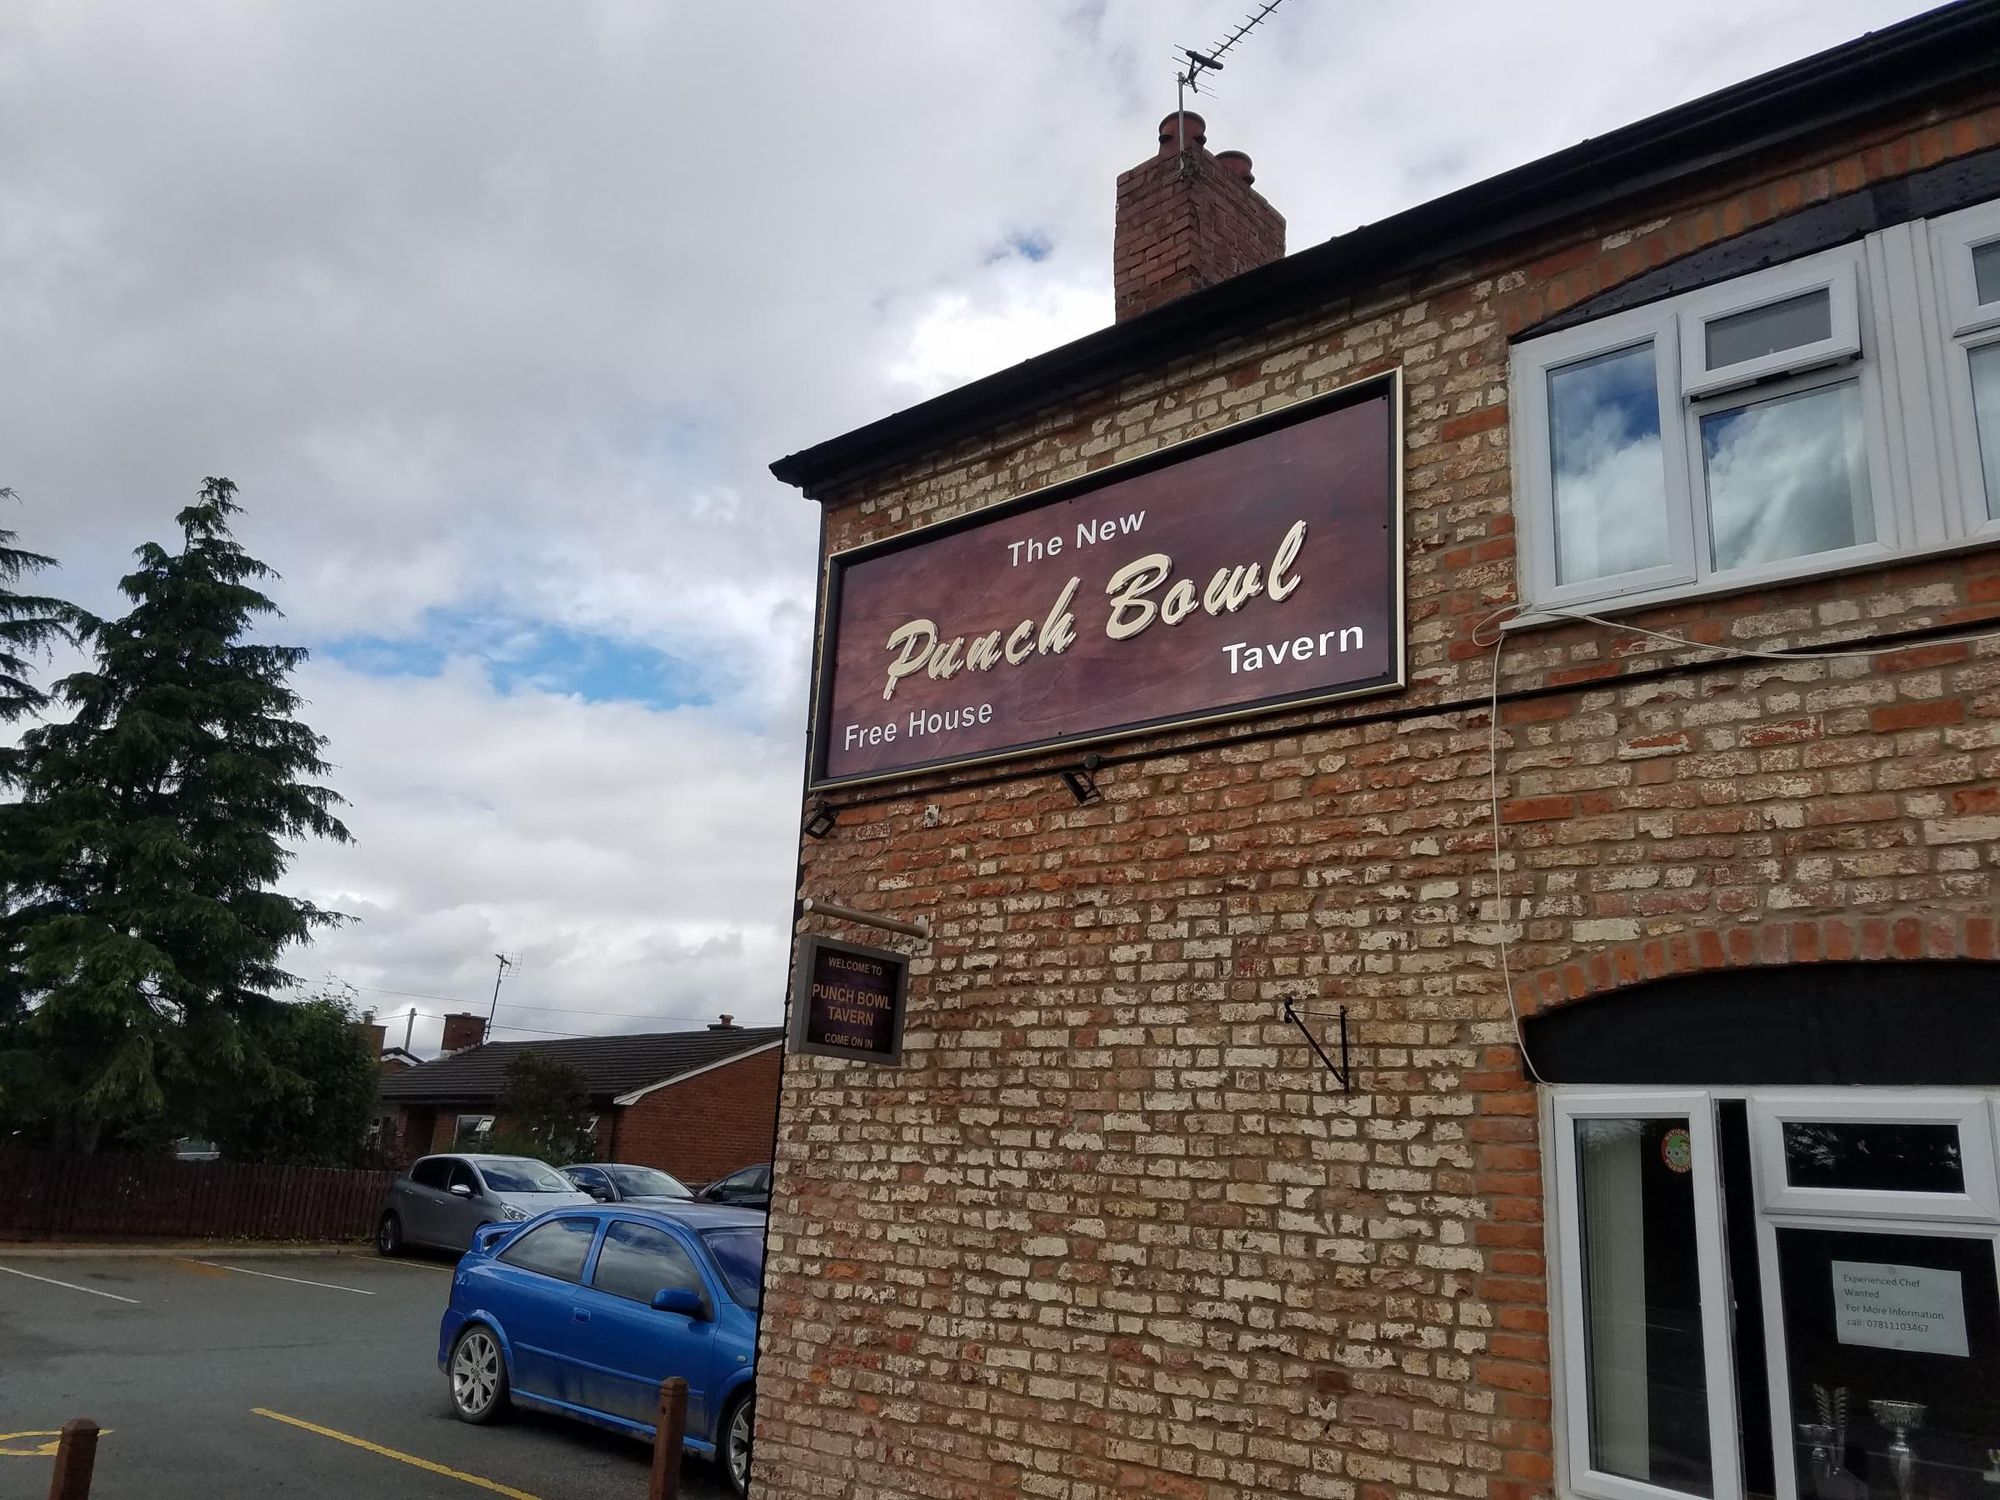 The New
Punch Bowl
Tavern
Free House
WELCOME TO
PUNCH BOWL
TAVERN
COME ON IN
NATIONAL
Experienced Chef
Wanted
For More Information
call: 07811103467